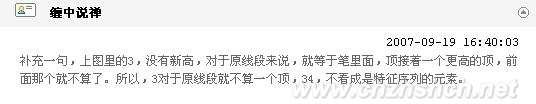 缠中说禅
2007-09-19 16:40:03
补充一句，上图里的3，没有新高，对于原线段来说，就等于笔里面，顶接着一个更高的顶，前
面那个就不算了。所以，3对于原线段就不算一个顶，34，不看成是特征序列的元素。
www.cnzhshch.net